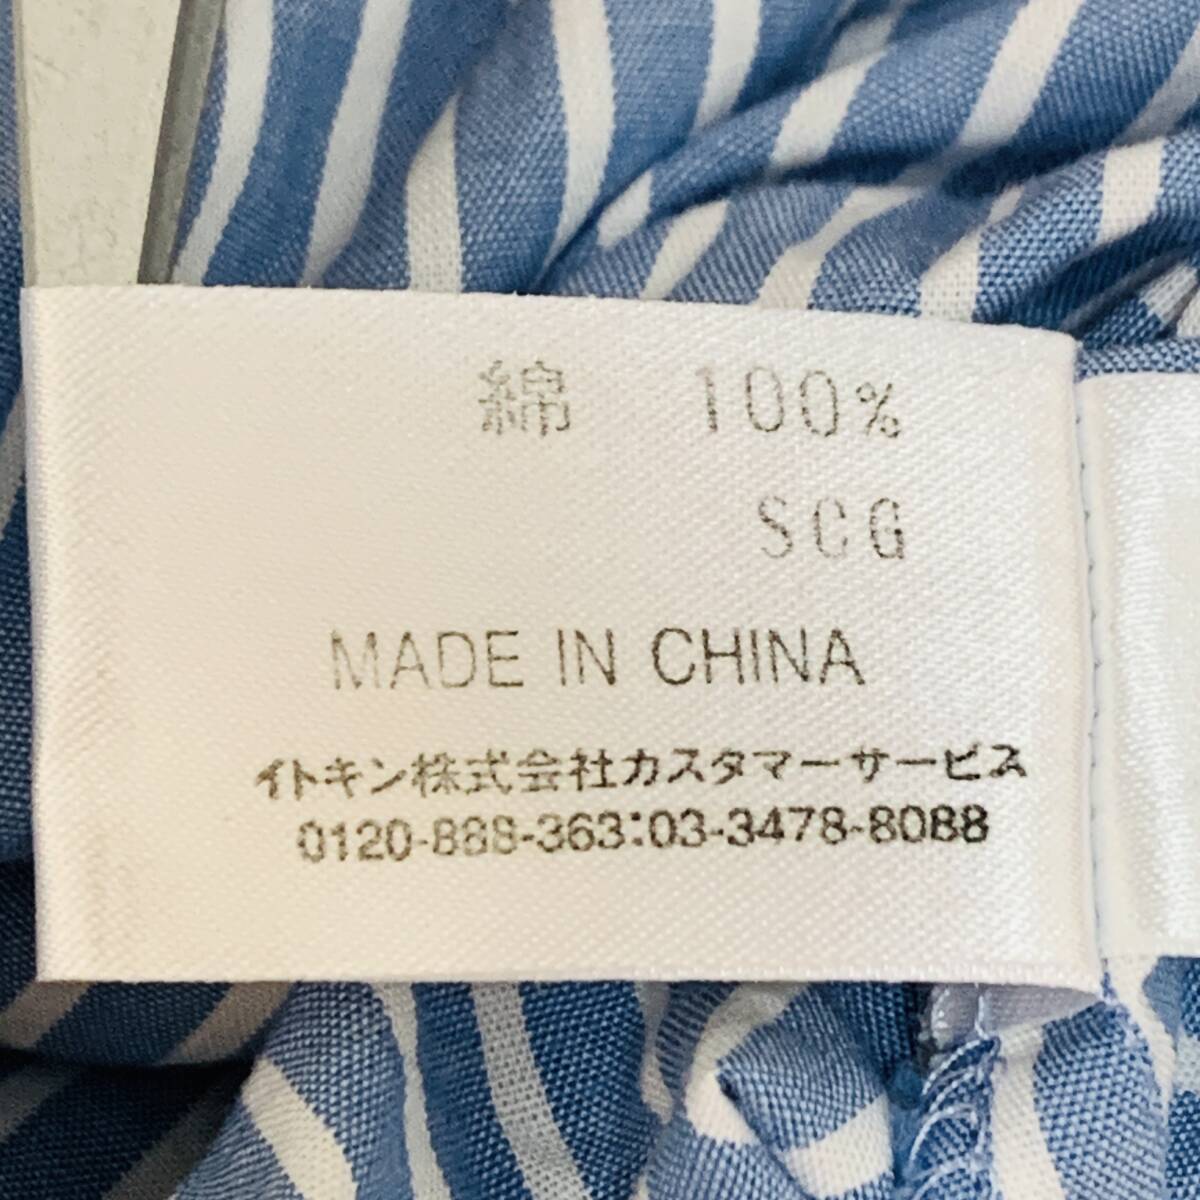 綿 100%
SCG
MADE IN CHINA
イトキン株式会社カスタマーサービス
0120-888-363:03-3478-8088